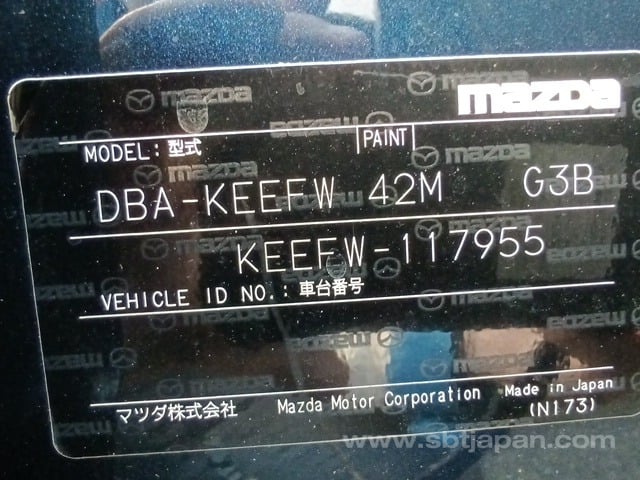 mazda
MODEL: 型式 PAINT
DBA-KEEFW 42M G3B
KEEFW-117955
VEHICLE ID NO.: 車台番号
マツダ株式会社 Mazda Motor Corporation Made in Japan
(N173)
www.sbtjapan.com